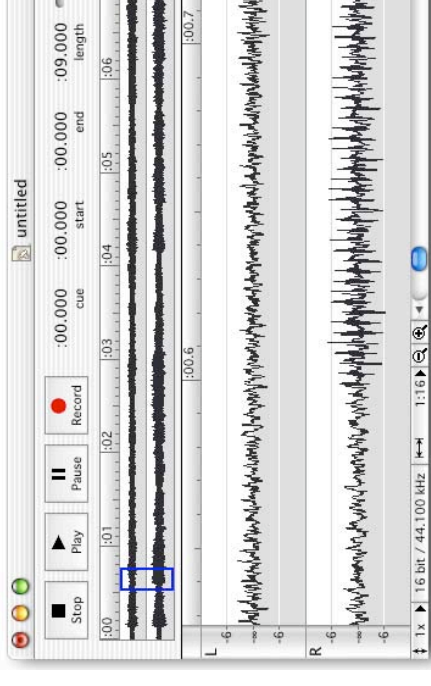 untitled
Stop Play Pause Record
:00.000 :00.000 :00.000 :09.000
cue start end length
:00 :01 :02 :03 :04 :05 :06
:00.6 :00.7
L
-6
-∞
-6
R
-6
-∞
-6
1x 16 bit / 44.100 kHz 1:16